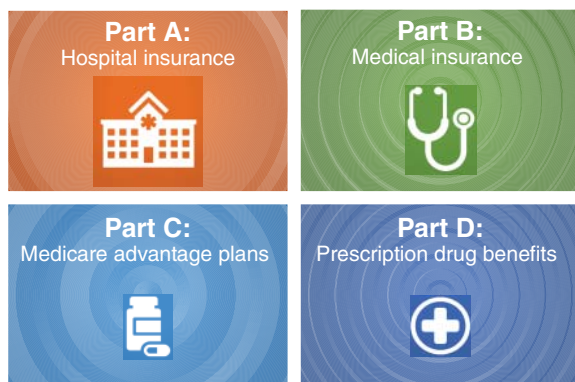 Part A:
Hospital insurance
Part B:
Medical insurance
Part C:
Medicare advantage plans
Part D:
Prescription drug benefits